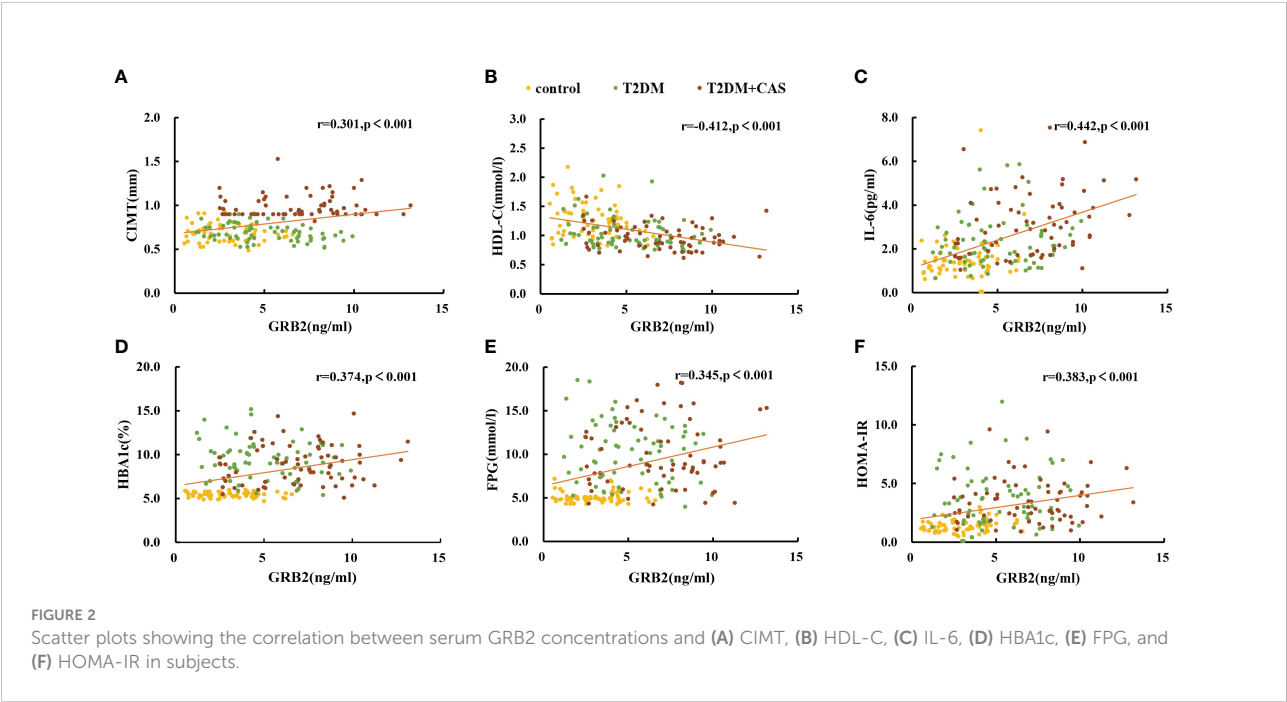 A
B
C
control T2DM T2DM+CAS
r=0.301,p < 0.001
CIMT(mm)
2.0
1.5
1.0
0.5
0.0
0 5 10 15
GRB2(ng/ml)
r=-0.412,p < 0.001
HDL-C(mmol/l)
3.0
2.5
2.0
1.5
1.0
0.5
0.0
0 5 10 15
GRB2(ng/ml)
r=0.442,p < 0.001
IL-6(pg/ml)
8.0
6.0
4.0
2.0
0.0
0 5 10 15
GRB2(ng/ml)
D
r=0.374,p < 0.001
HBA1c(%)
20.0
15.0
10.0
5.0
0.0
0 5 10 15
GRB2(ng/ml)
E
r=0.345,p < 0.001
FPG(mmol/l)
20.0
15.0
10.0
5.0
0.0
0 5 10 15
GRB2(ng/ml)
F
r=0.383,p < 0.001
HOMA-IR
15.0
10.0
5.0
0.0
0 5 10 15
GRB2(ng/ml)
FIGURE 2
Scatter plots showing the correlation between serum GRB2 concentrations and (A) CIMT, (B) HDL-C, (C) IL-6, (D) HBA1c, (E) FPG, and
(F) HOMA-IR in subjects.